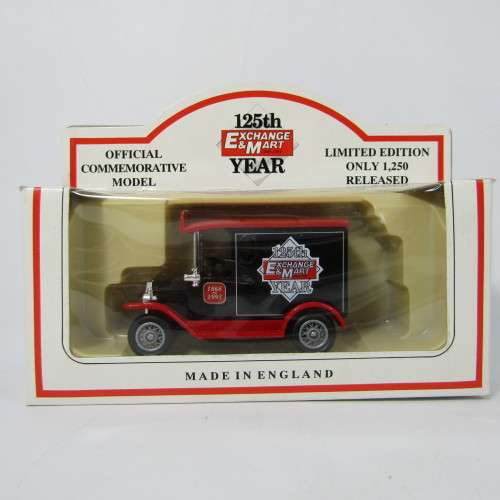 125th
EXCHANGE
& MART
YEAR
OFFICIAL
COMMEMORATIVE
MODEL
LIMITED EDITION
ONLY 1,250
RELEASED
125th
EXCHANGE
& MART
YEAR
1868
1993
MADE IN ENGLAND